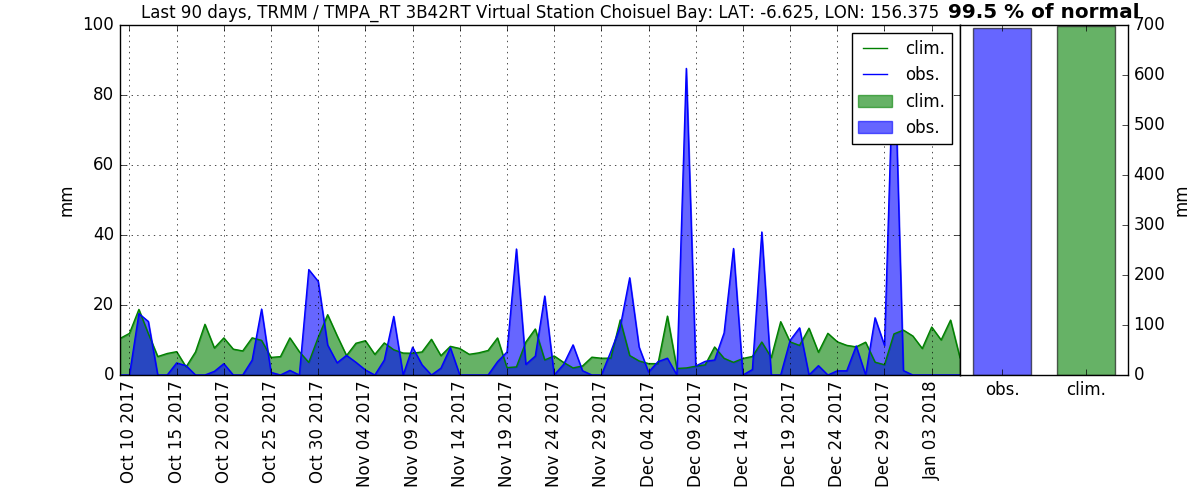 Last 90 days, TRMM / TMPA_RT 3B42RT Virtual Station Choisuel Bay: LAT: -6.625, LON: 156.375 99.5 % of normal
100
80
60
40
20
0
mm
clim.
obs.
clim.
obs.
Oct 10 2017
Oct 15 2017
Oct 20 2017
Oct 25 2017
Oct 30 2017
Nov 04 2017
Nov 09 2017
Nov 14 2017
Nov 19 2017
Nov 24 2017
Nov 29 2017
Dec 04 2017
Dec 09 2017
Dec 14 2017
Dec 19 2017
Dec 24 2017
Dec 29 2017
Jan 03 2018
700
600
500
400
300
200
100
0
mm
obs.
clim.